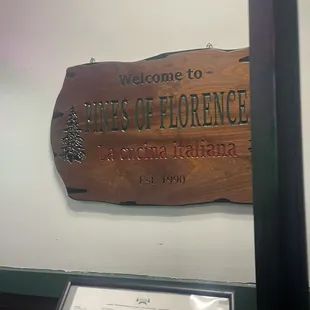 Welcome to
PINES OF FLORENCE
La cucina italiana
Est. 1990